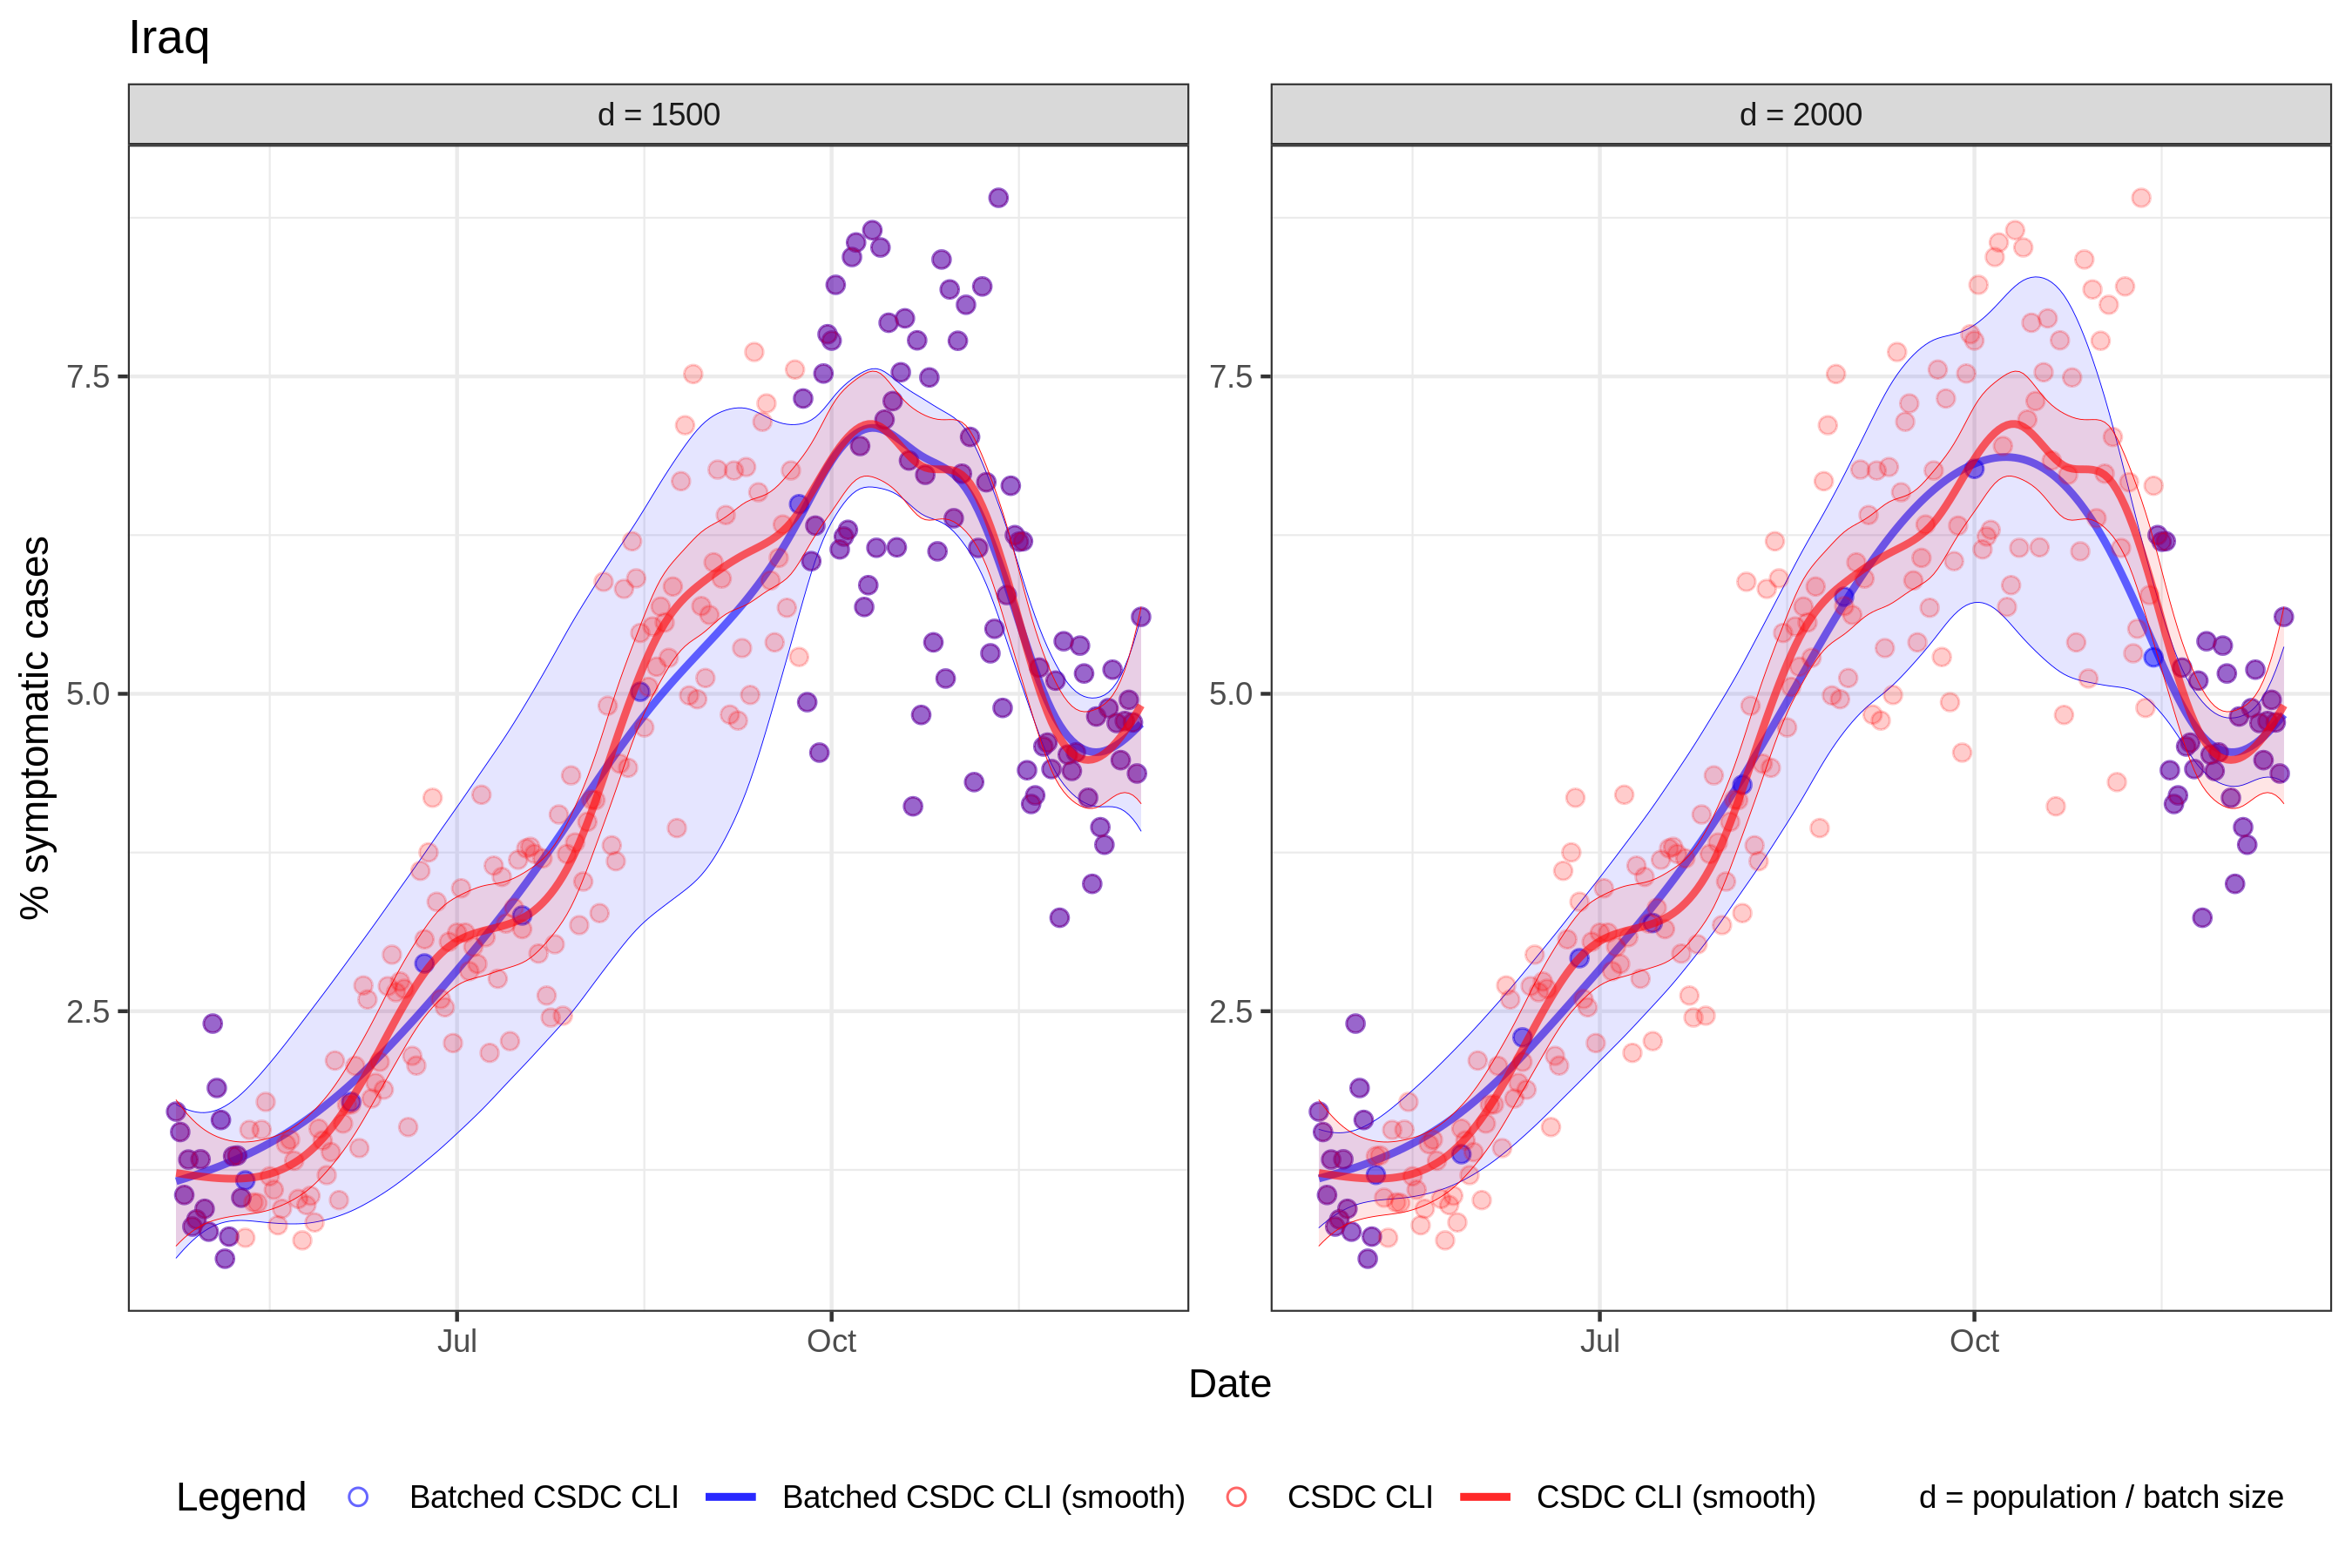 Iraq
d = 1500
d = 2000
% symptomatic cases
7.5
5.0
2.5
7.5
5.0
2.5
Jul
Oct
Jul
Oct
Date
Legend Batched CSDC CLI Batched CSDC CLI (smooth) CSDC CLI CSDC CLI (smooth) d = population / batch size